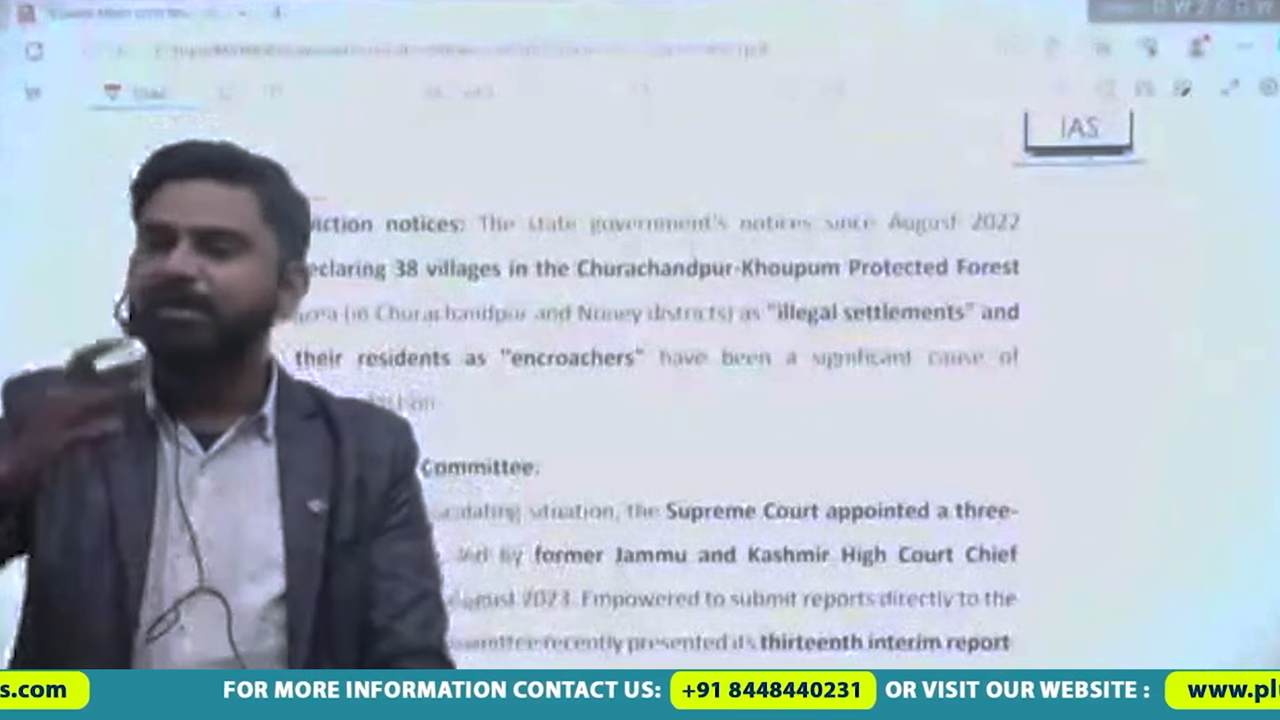 IAS
viction notices: The state government's notices since August 2022
eclaring 38 villages in the Churachandpur-Khoupum Protected Forest
area (in Churachandpur and Noney districts) as "illegal settlements" and
their residents as "encroachers" have been a significant cause of
Committee.
situation, the Supreme Court appointed a three-
led by former Jammu and Kashmir High Court Chief
August 2023. Empowered to submit reports directly to the
committee recently presented its thirteenth interim report
s.com FOR MORE INFORMATION CONTACT US: +91 8448440231 OR VISIT OUR WEBSITE : www.pl